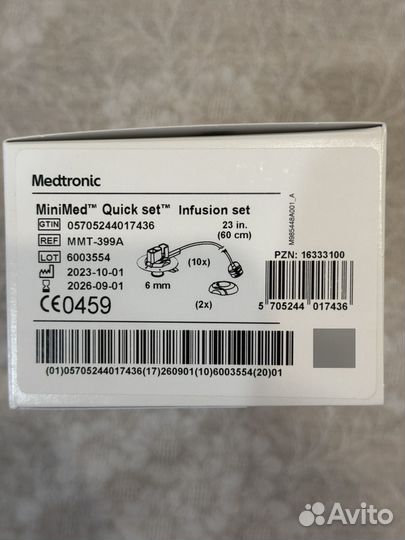 Medtronic
MiniMed™ Quick set™ Infusion set
GTIN 05705244017436
23 in.
(60 cm)
REF MMT-399A
LOT 6003554
2023-10-01
2026-09-01
CE0459
(10x)
6 mm
(2x)
M985448A001_A
PZN: 16333100
5 705244 017436
(01)05705244017436(17)260901(10)6003554(20)01
Avito